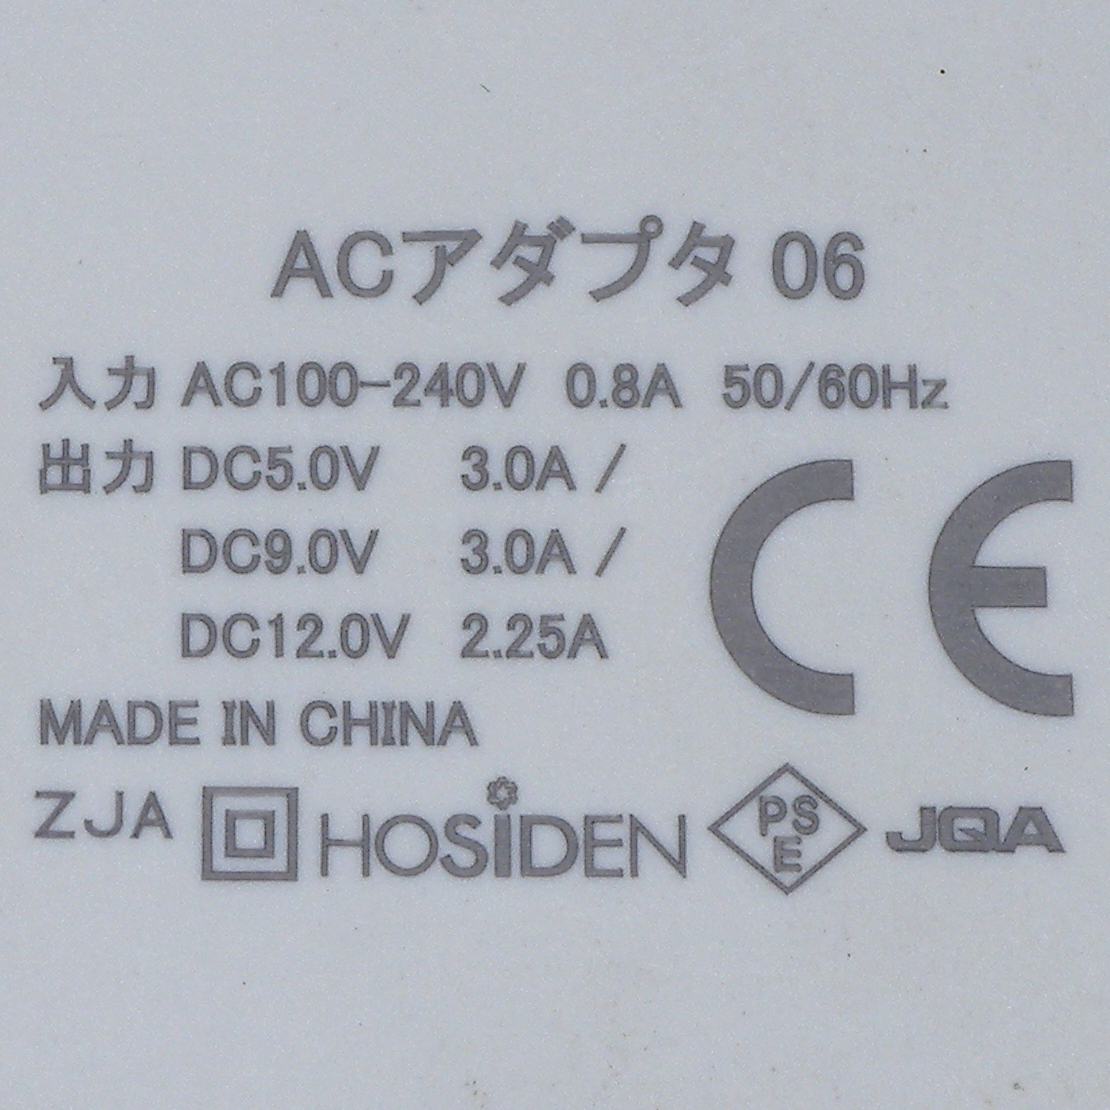 ACアダプタ 06
入力 AC100-240V 0.8A 50/60Hz
出力 DC5.0V 3.0A /
DC9.0V 3.0A /
DC12.0V 2.25A
CE
MADE IN CHINA
ZJA HOSiDEN PSE JQA